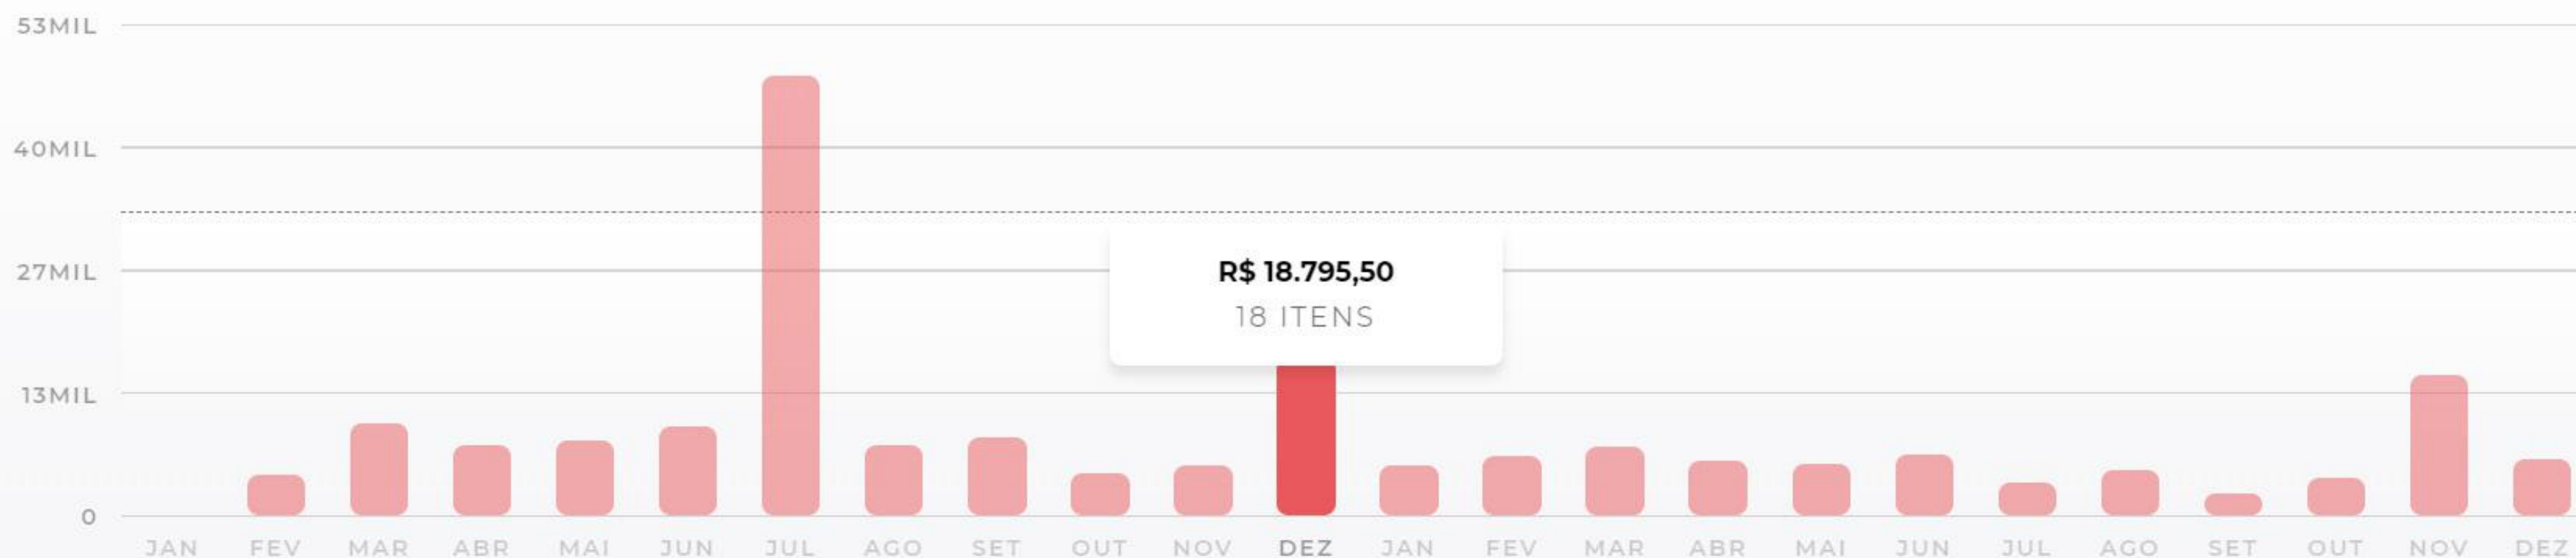 53MIL
40MIL
27MIL
R$ 18.795,50
18 ITENS
13MIL
0
JAN FEV MAR ABR MAI JUN JUL AGO SET OUT NOV DEZ JAN FEV MAR ABR MAI JUN JUL AGO SET OUT NOV DEZ